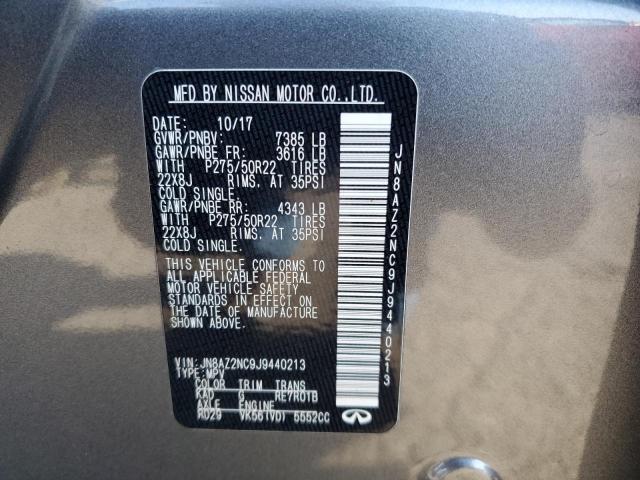 MFD BY NISSAN MOTOR CO.,LTD.
DATE: 10/17
GVWR/PNBV: 7385 LB
GAWR/PNBE FR: 3616 LB
WITH P275/50R22 TIRES
22X8J RIMS. AT 35PSI
COLD SINGLE.
GAWR/PNBE RR: 4343 LB
WITH P275/50R22 TIRES
22X8J RIMS. AT 35PSI
COLD SINGLE.
THIS VEHICLE CONFORMS TO
ALL APPLICABLE FEDERAL
MOTOR VEHICLE SAFETY
STANDARDS IN EFFECT ON
THE DATE OF MANUFACTURE
SHOWN ABOVE.
VIN:JN8AZ2NC9J9440213
TYPE:MPV
COLOR TRIM TRANS
KAD G RE7R01B
AXLE ENGINE
RD29 VK56(VD) 5552CC
JN8AZ2NC9J9440213